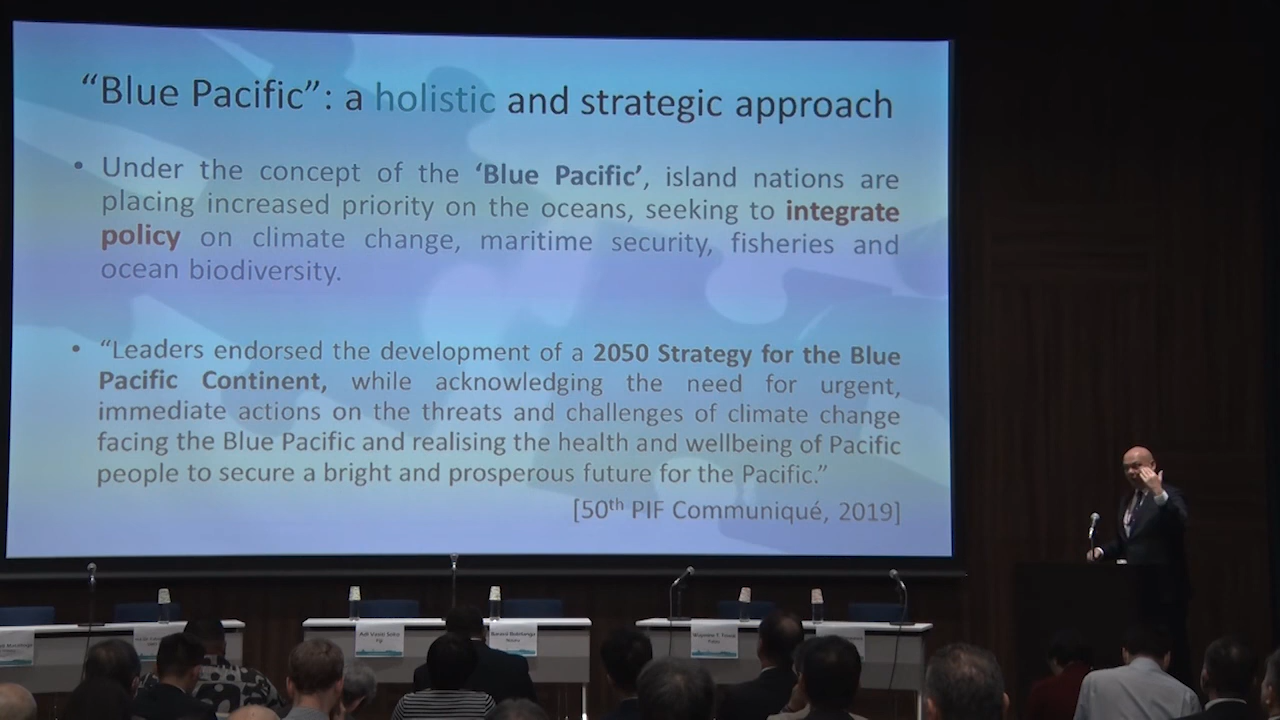 “Blue Pacific”: a holistic and strategic approach
• Under the concept of the ‘Blue Pacific’, island nations are
placing increased priority on the oceans, seeking to integrate
policy on climate change, maritime security, fisheries and
ocean biodiversity.
• “Leaders endorsed the development of a 2050 Strategy for the Blue
Pacific Continent, while acknowledging the need for urgent,
immediate actions on the threats and challenges of climate change
facing the Blue Pacific and realising the health and wellbeing of Pacific
people to secure a bright and prosperous future for the Pacific.”
[50th PIF Communiqué, 2019]